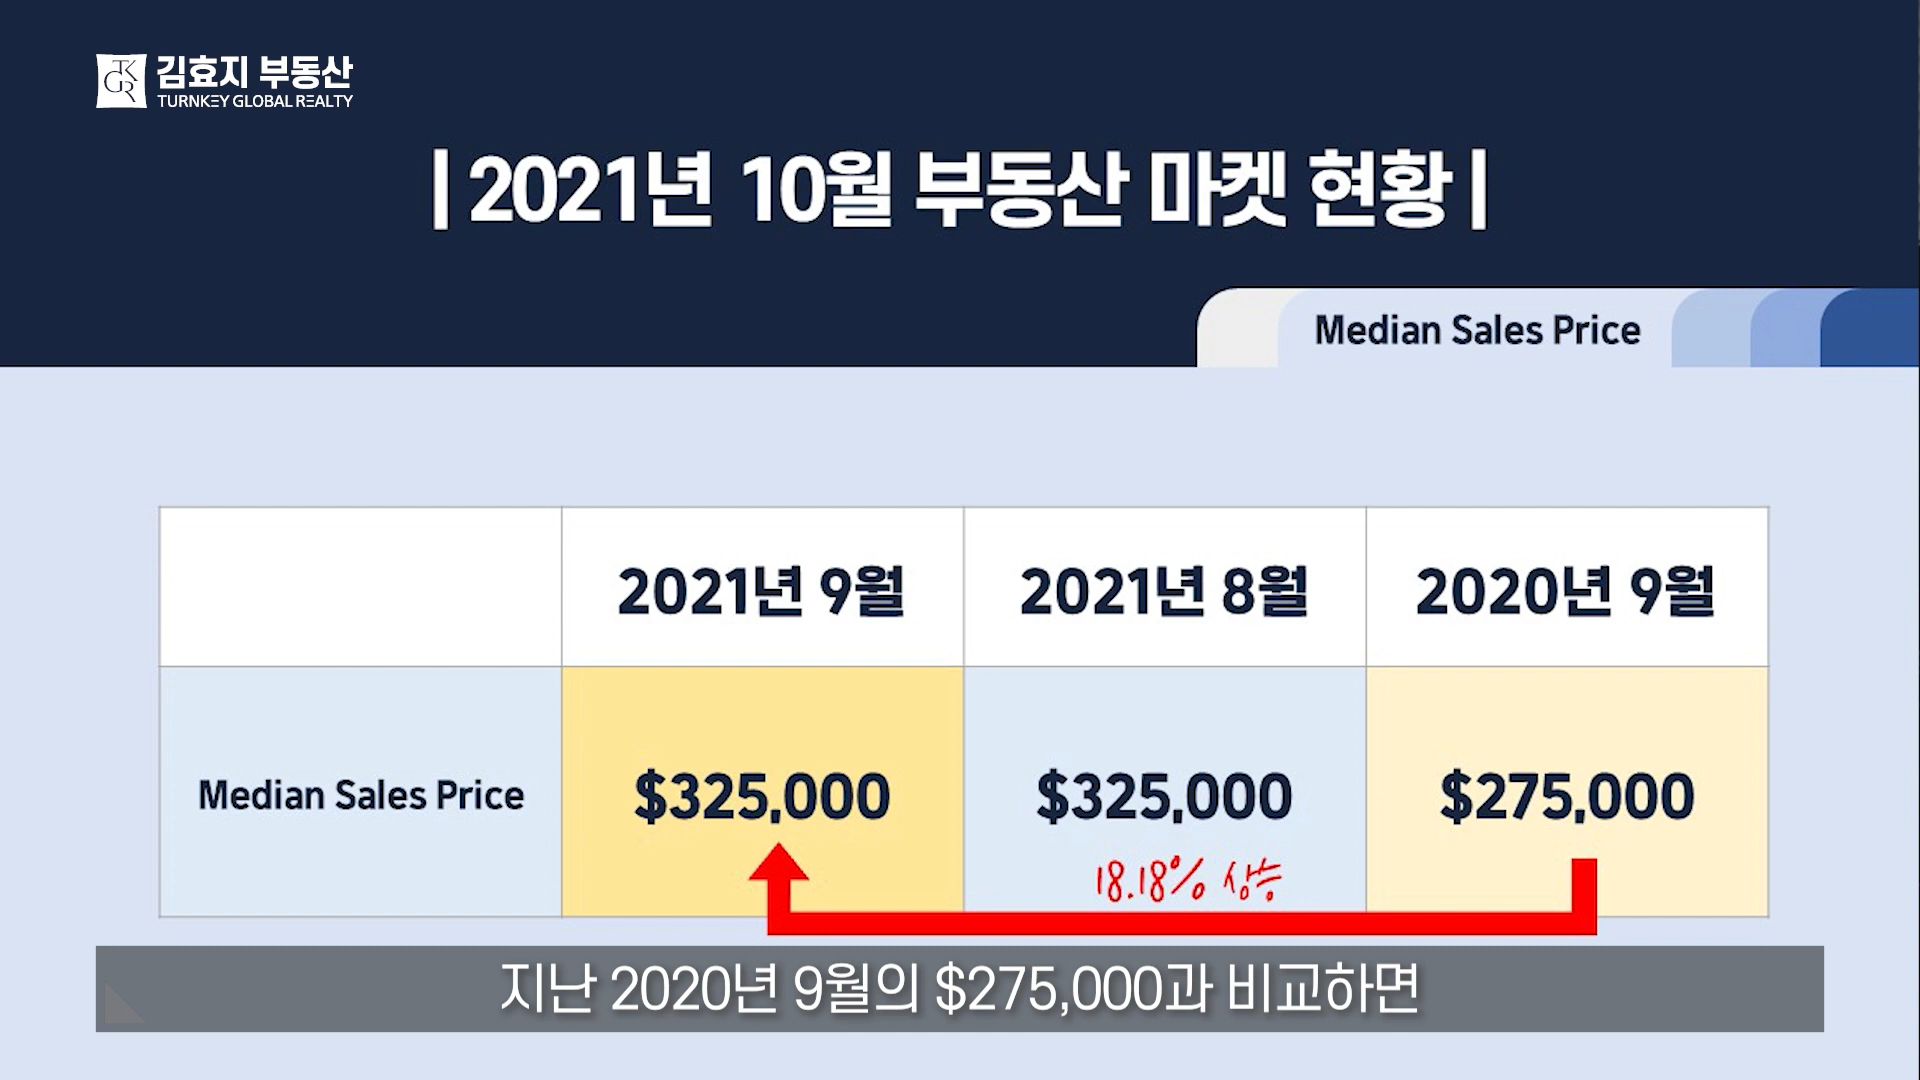 TK
GR
김효지 부동산
TURNKEY GLOBAL REALTY
| 2021년 10월 부동산 마켓 현황 |
Median Sales Price
2021년 9월
2021년 8월
2020년 9월
Median Sales Price
$325,000
$325,000
$275,000
18.18% 상승
지난 2020년 9월의 $275,000과 비교하면